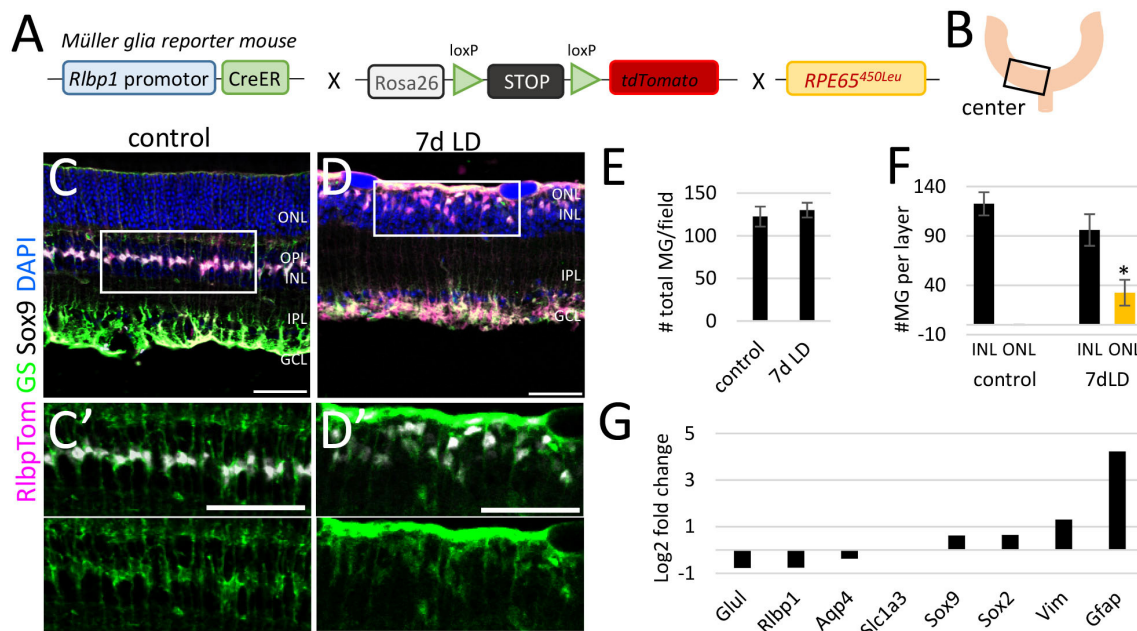 A
Müller glia reporter mouse
Rlbp1 promotor
CreER
X
Rosa26
loxP
STOP
loxP
tdTomato
X
RPE65450Leu
B
center
control
7d LD
RlbpTom GS Sox9 DAPI
C
ONL
OPL
INL
IPL
GCL
D
ONL
INL
IPL
GCL
C’
D’
E
# total MG/field
150
100
50
0
control
7d LD
F
#MG per layer
140
90
40
-10
*
INL ONL
INL ONL
control
7dLD
G
Log2 fold change
5
3
1
-1
Glul
Rlbp1
Aqp4
Slc1a3
Sox9
Sox2
Vim
Gfap